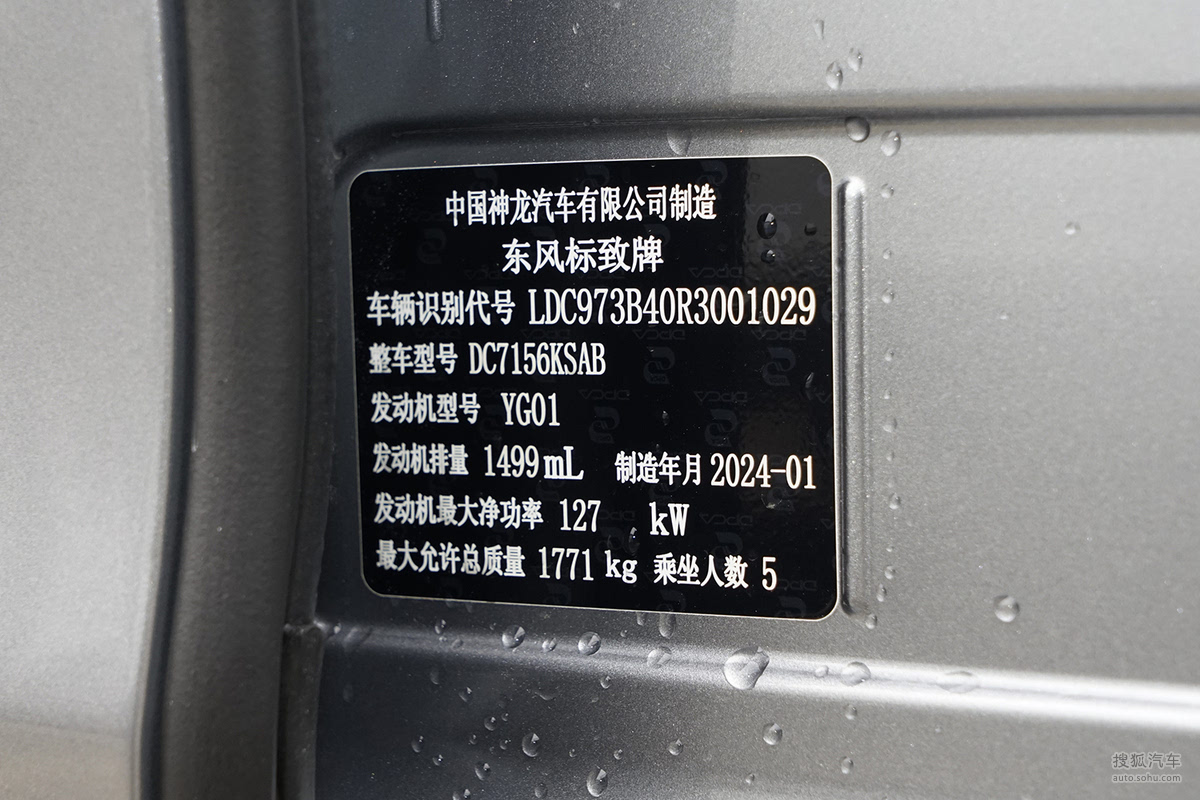 中国神龙汽车有限公司制造
东风标致牌
车辆识别代号 LDC973B40R3001029
整车型号 DC7156KSAB
发动机型号 YG01
发动机排量 1499mL 制造年月 2024-01
发动机最大净功率 127 kW
最大允许总质量 1771 kg 乘坐人数 5
搜狐汽车
auto.sohu.com